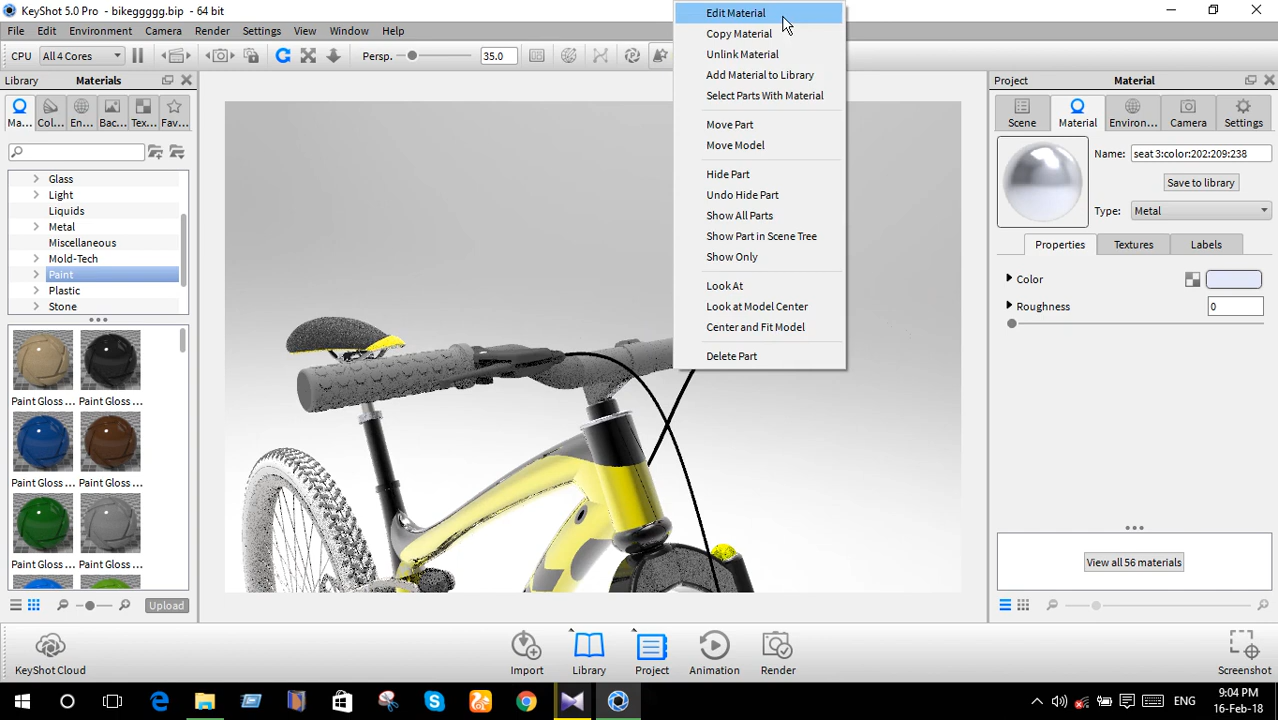 KeyShot 5.0 Pro - bikeggggg.bip - 64 bit
File Edit Environment Camera Render Settings View Window Help
CPU All 4 Cores Persp. 35.0
Library Materials
Ma... Col... En... Bac... Tex... Fav...
Glass
Light
Liquids
Metal
Miscellaneous
Mold-Tech
Paint
Plastic
Stone
Paint Gloss ... Paint Gloss ...
Paint Gloss ... Paint Gloss ...
Paint Gloss ... Paint Gloss ...
Upload
Edit Material
Copy Material
Unlink Material
Add Material to Library
Select Parts With Material
Move Part
Move Model
Hide Part
Undo Hide Part
Show All Parts
Show Part in Scene Tree
Show Only
Look At
Look at Model Center
Center and Fit Model
Delete Part
Project Material
Scene Material Environ... Camera Settings
Name: seat 3:color:202:209:238
Save to library
Type: Metal
Properties Textures Labels
Color
Roughness 0
View all 56 materials
KeyShot Cloud Import Library Project Animation Render Screenshot
ENG
9:04 PM
16-Feb-18